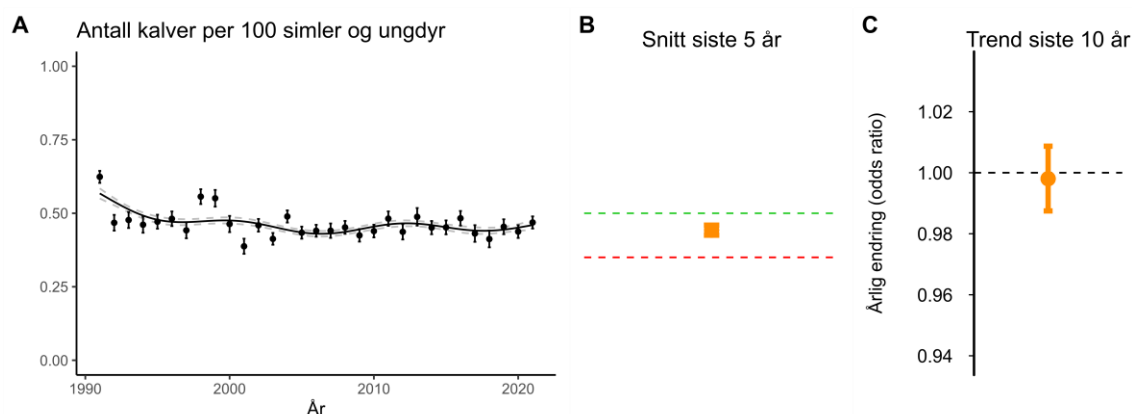 A
Antall kalver per 100 simler og ungdyr
1.00
0.75
0.50
0.25
0.00
1990
2000
2010
2020
År
B
Snitt siste 5 år
C
Trend siste 10 år
Årlig endring (odds ratio)
1.02
1.00
0.98
0.96
0.94